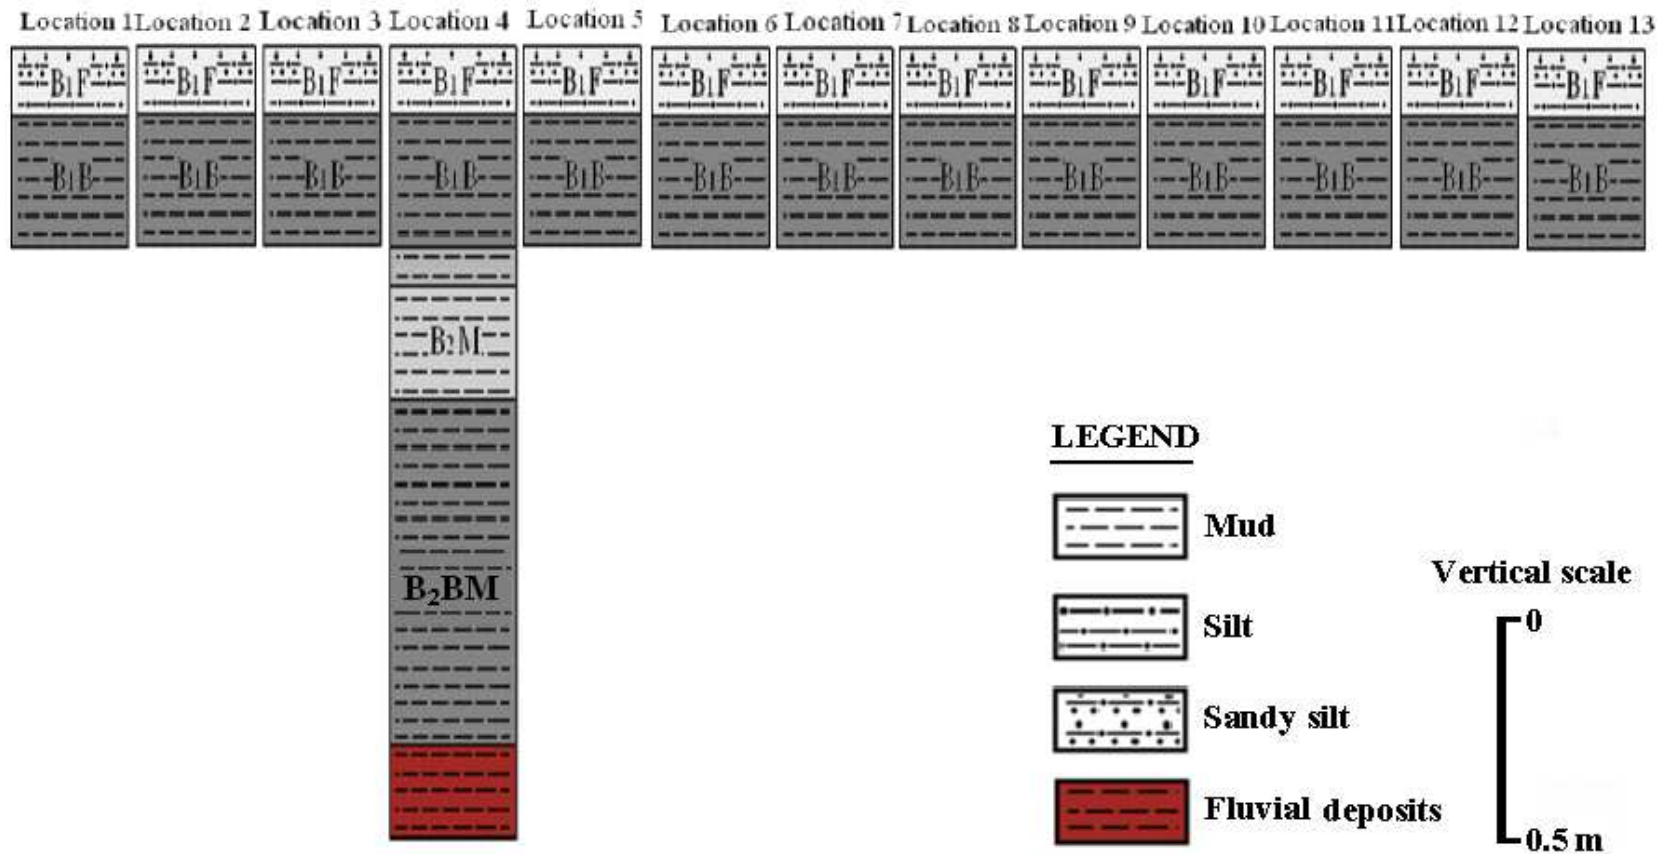 Location 1 Location 2 Location 3 Location 4 Location 5 Location 6 Location 7 Location 8 Location 9 Location 10 Location 11 Location 12 Location 13
B1F B1F B1F B1F B1F B1F B1F B1F B1F B1F B1F B1F B1F
B1B B1B B1B B1B B1B B1B B1B B1B B1B B1B B1B B1B B1B
B2M
B₂BM
LEGEND
Mud
Silt
Sandy silt
Fluvial deposits
Vertical scale
0
0.5 m